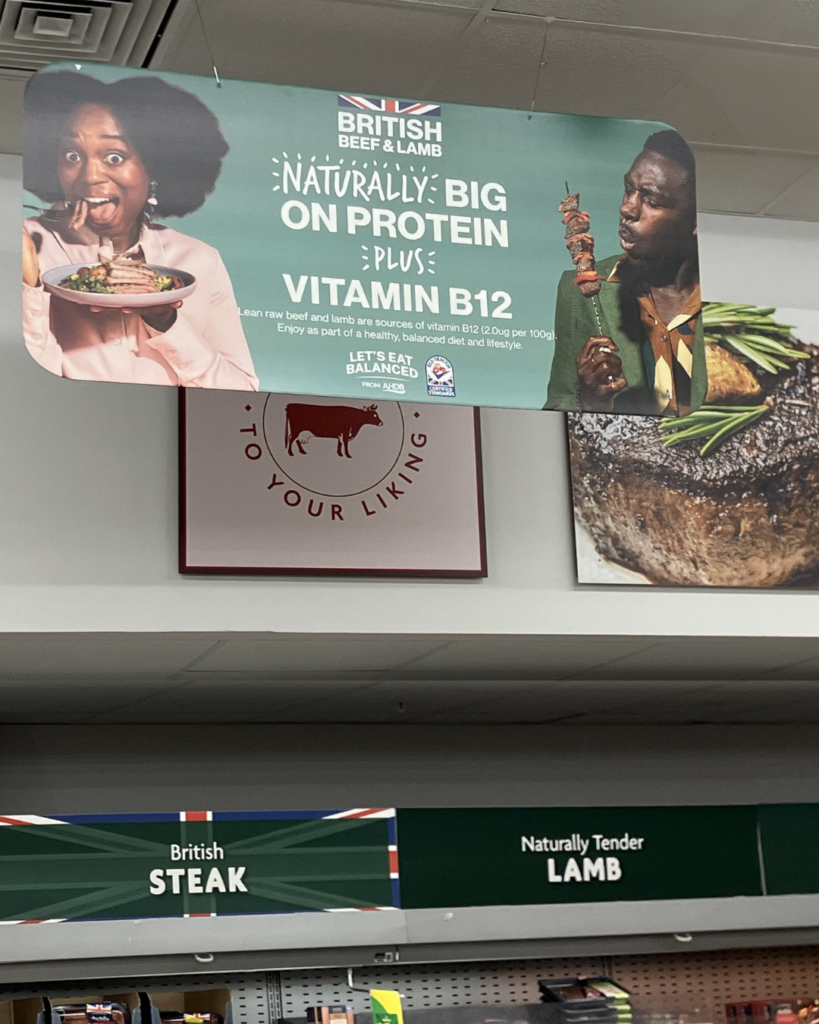 BRITISH
BEEF & LAMB
NATURALLY BIG
ON PROTEIN
PLUS
VITAMIN B12
Lean raw beef and lamb are sources of vitamin B12 (2.0ug per 100g).
Enjoy as part of a healthy, balanced diet and lifestyle.
LET'S EAT
BALANCED
FROM AHDB
CERTIFIED
STANDARDS
TO YOUR LIKING
British
STEAK
Naturally Tender
LAMB